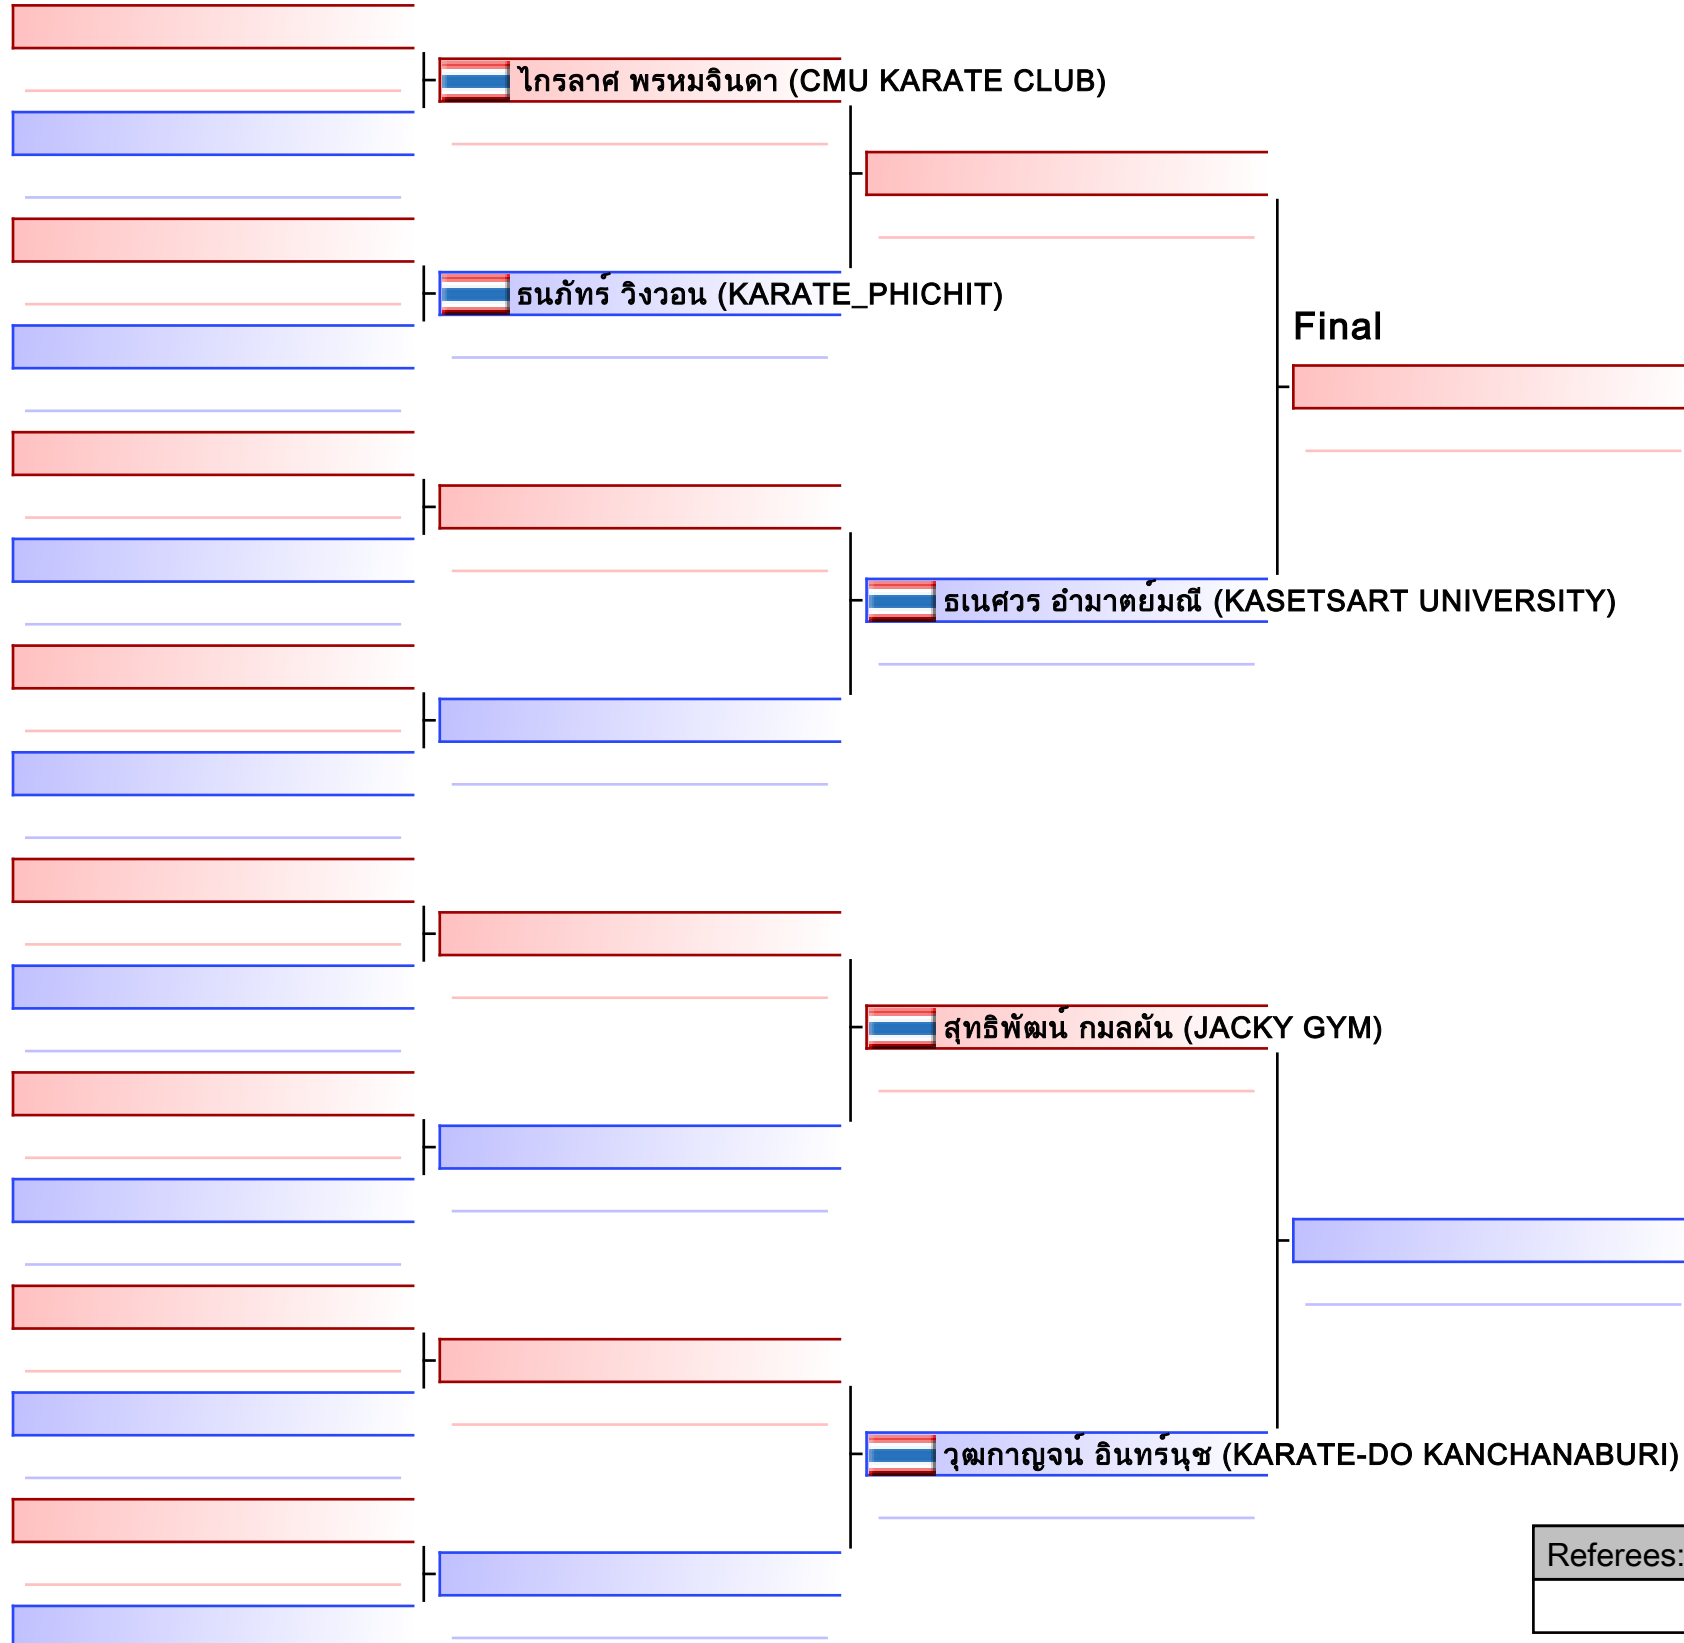 ไกรลาศ พรหมจินดา (CMU KARATE CLUB)
ธนภัทร์ วิงวอน (KARATE_PHICHIT)
Final
ธเนศวร อำมาตย์มณี (KASETSART UNIVERSITY)
สุทธิพัฒน์ กมลผัน (JACKY GYM)
วุฒกาญจน์ อินทร์นุช (KARATE-DO KANCHANABURI)
Referees: